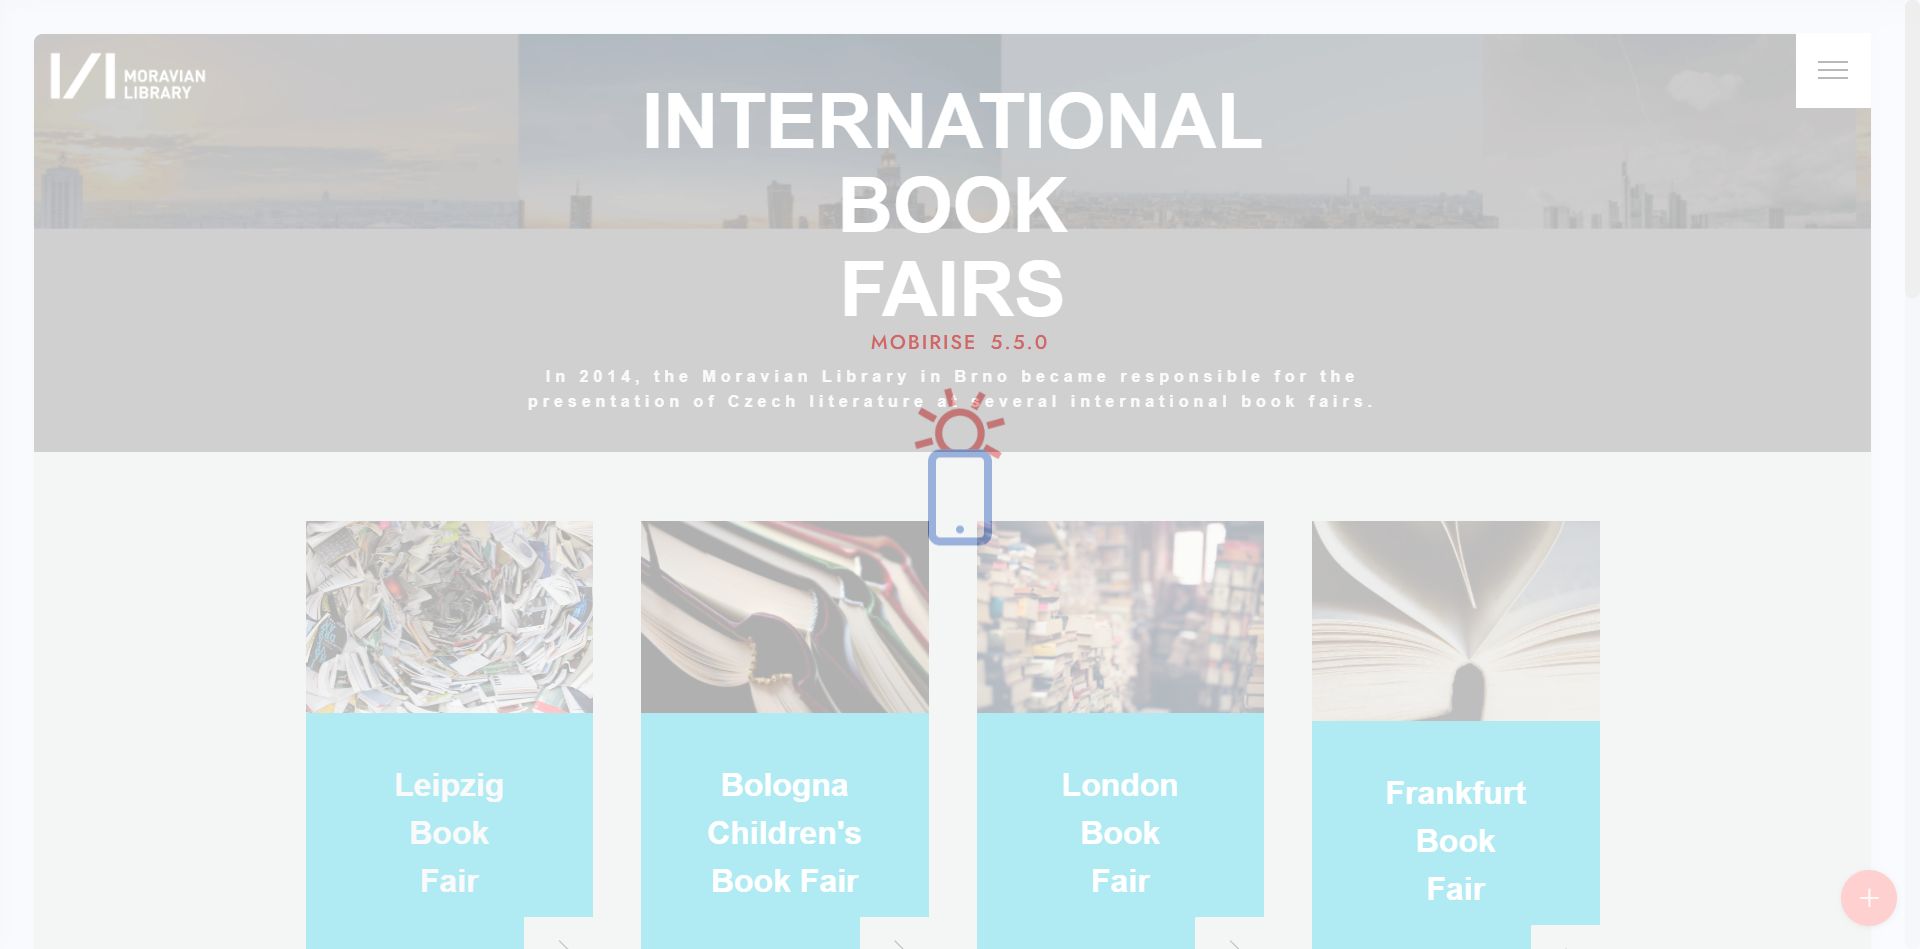 MORAVIAN
LIBRARY
INTERNATIONAL
BOOK
FAIRS
MOBIRISE 5.5.0
In 2014, the Moravian Library in Brno became responsible for the
presentation of Czech literature at several international book fairs.
Leipzig
Book
Fair
Bologna
Children's
Book Fair
London
Book
Fair
Frankfurt
Book
Fair